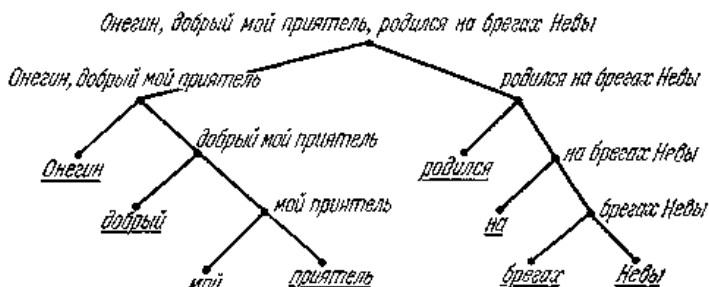 Онегин, добрый мой приятель, родился на брегах Невы
Онегин, добрый мой приятель
родился на брегах Невы
добрый мой приятель
Онегин
родился
на брегах Невы
мой приятель
добрый
на
брегах Невы
мой
приятель
брегах
Невы